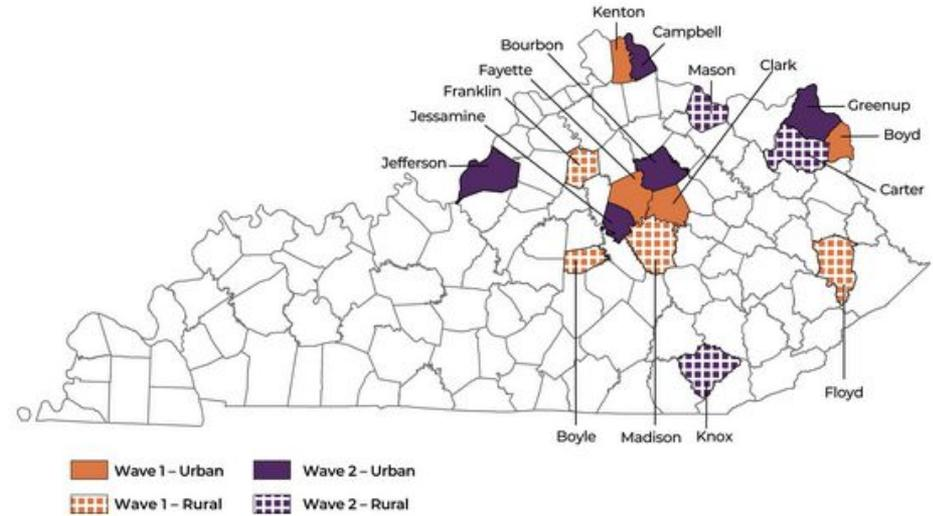 Kenton
Campbell
Bourbon
Fayette
Mason
Clark
Franklin
Jessamine
Greenup
Boyd
Jefferson
Carter
Floyd
Boyle
Madison
Knox
Wave 1 – Urban
Wave 2 – Urban
Wave 1 – Rural
Wave 2 – Rural